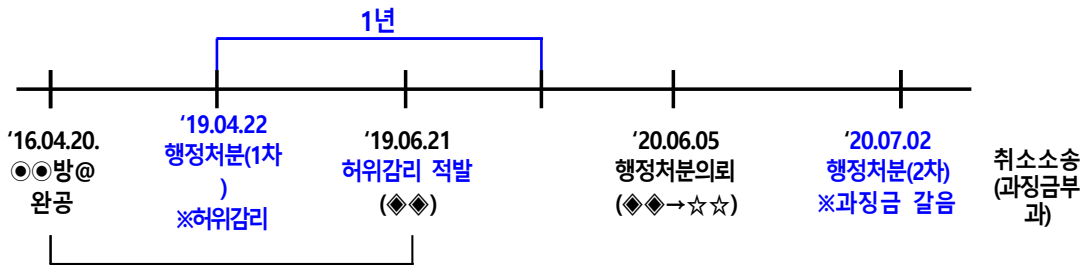 1년
‘16.04.20.
◉◉방@
완공
‘19.04.22
행정처분(1차
)
※허위감리
‘19.06.21
허위감리 적발
(◈◈)
‘20.06.05
행정처분의뢰
(◈◈→☆☆)
‘20.07.02
행정처분(2차)
※과징금 갈음
취소소송
(과징금부
과)